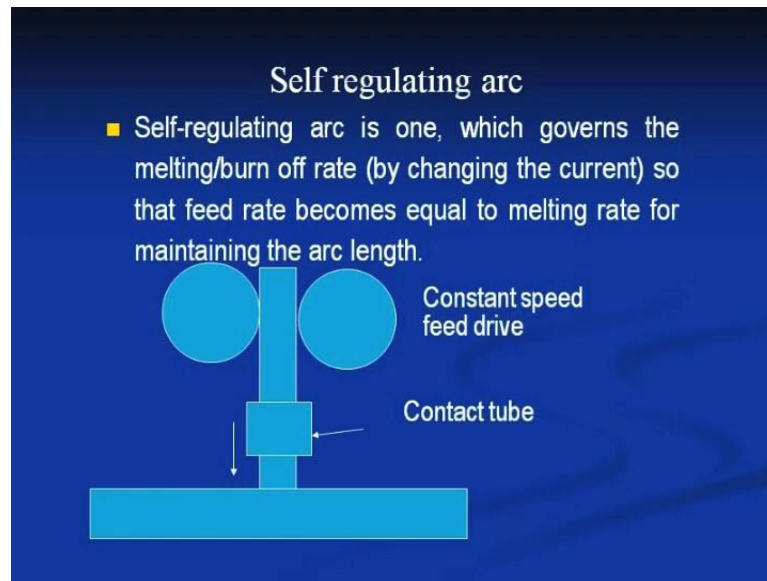 Self regulating arc
Self-regulating arc is one, which governs the
melting/burn off rate (by changing the current) so
that feed rate becomes equal to melting rate for
maintaining the arc length.
Constant speed
feed drive
Contact tube